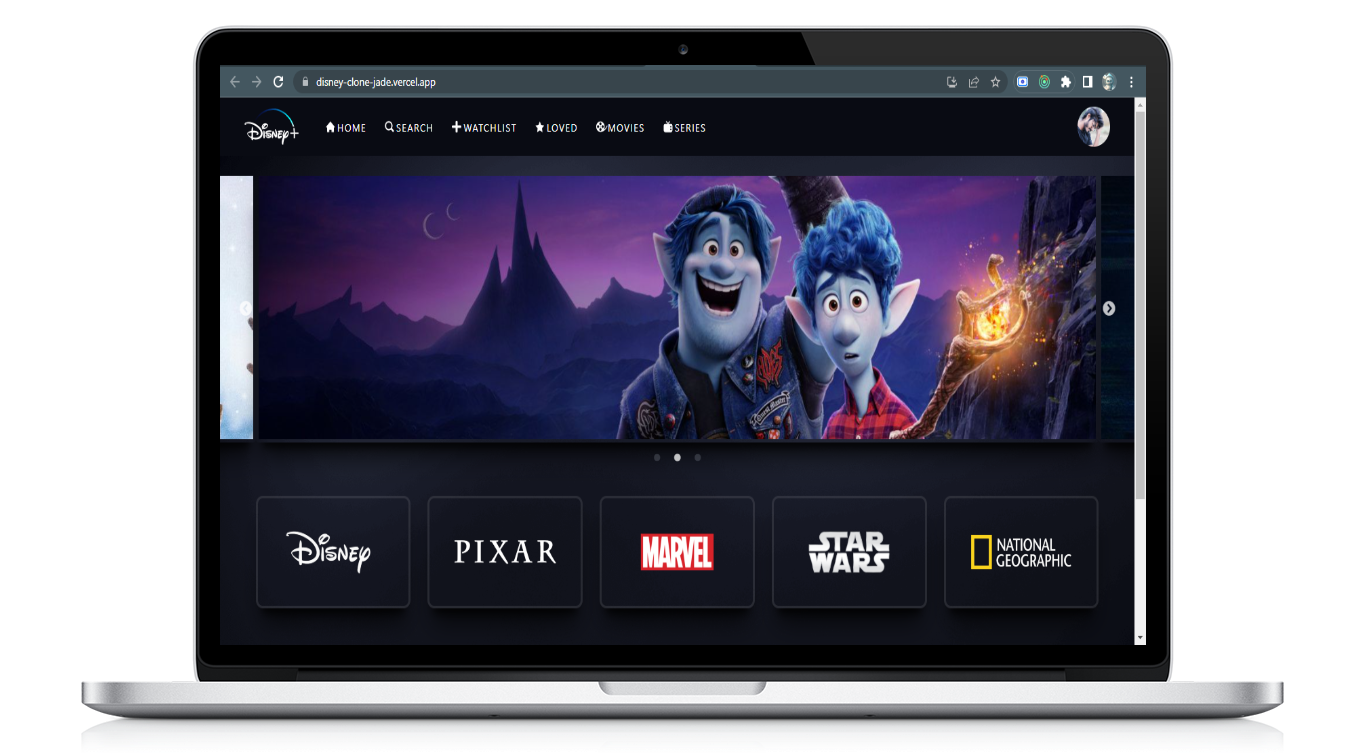 disney-clone-jade.vercel.app
Disney+
HOME
SEARCH
WATCHLIST
LOVED
MOVIES
SERIES
Disney
PIXAR
MARVEL
STAR
WARS
NATIONAL
GEOGRAPHIC